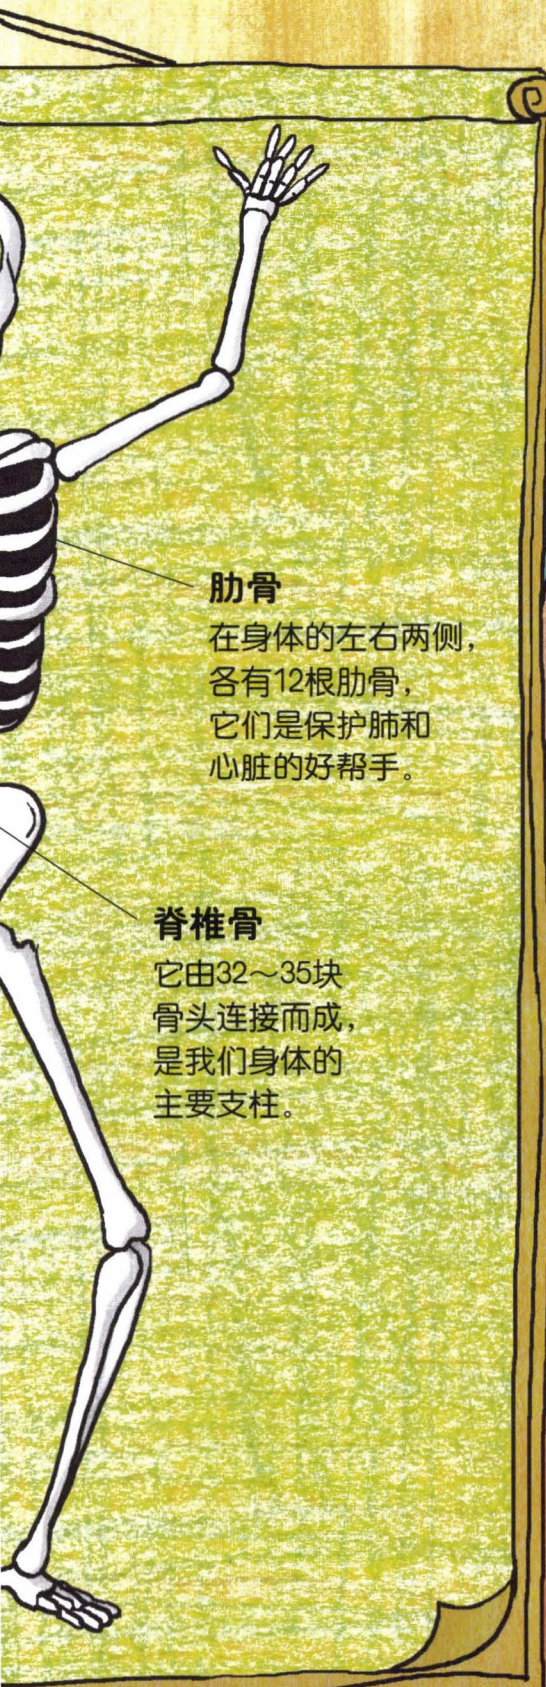 肋骨
在身体的左右两侧，
各有12根肋骨，
它们是保护肺和
心脏的好帮手。
脊椎骨
它由32～35块
骨头连接而成，
是我们身体的
主要支柱。